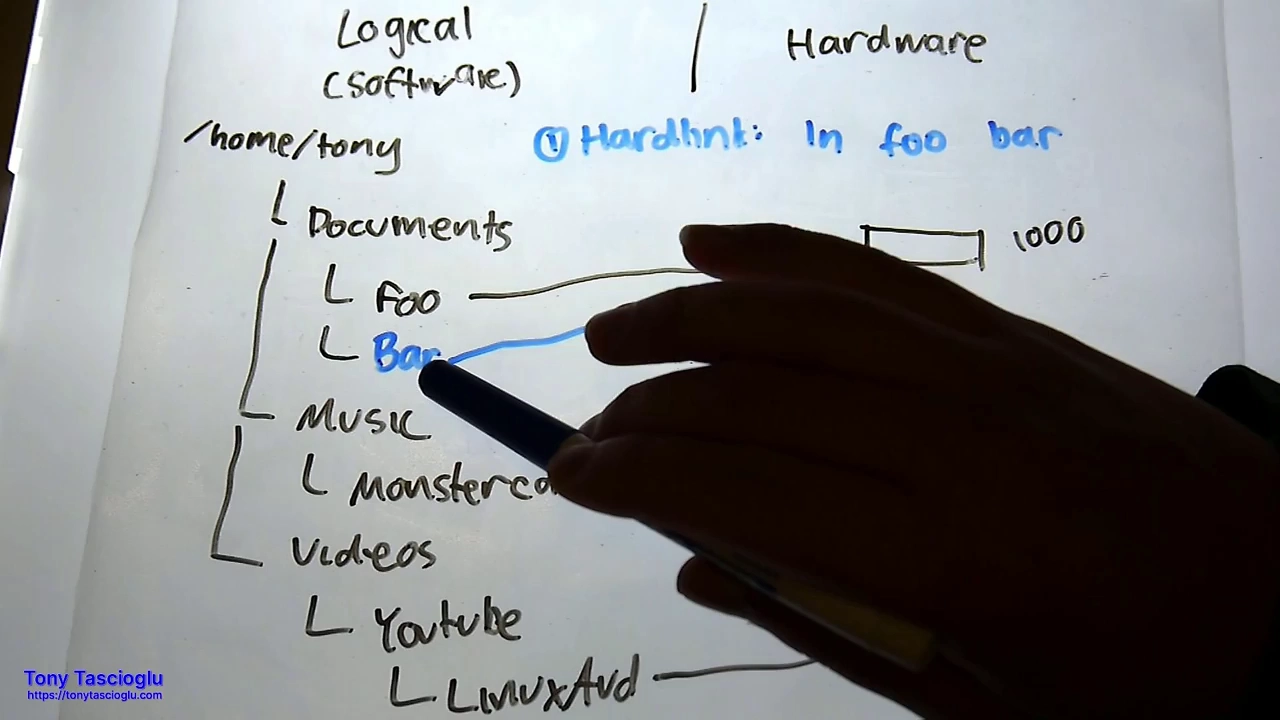 Logical | Hardware
(Software)
/home/tony ① Hardlink: ln foo bar
Documents 1000
Foo
Bar
Music
Videos
Youtube
Tony Tascioglu
https://tonytascioglu.com